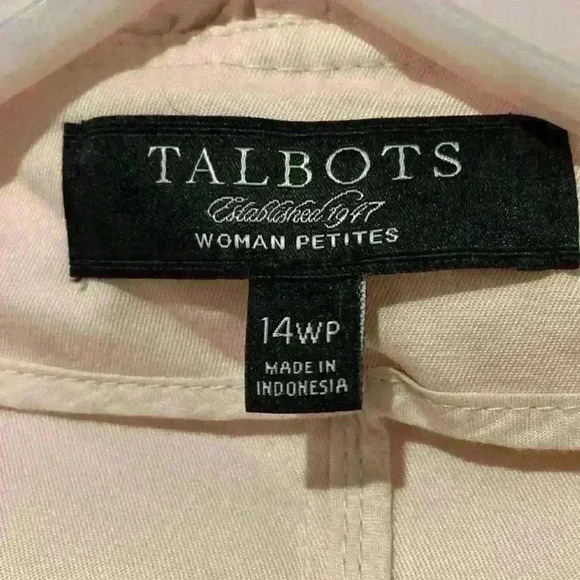 TALBOTS
Established 1947
WOMAN PETITES
14WP
MADE IN
INDONESIA